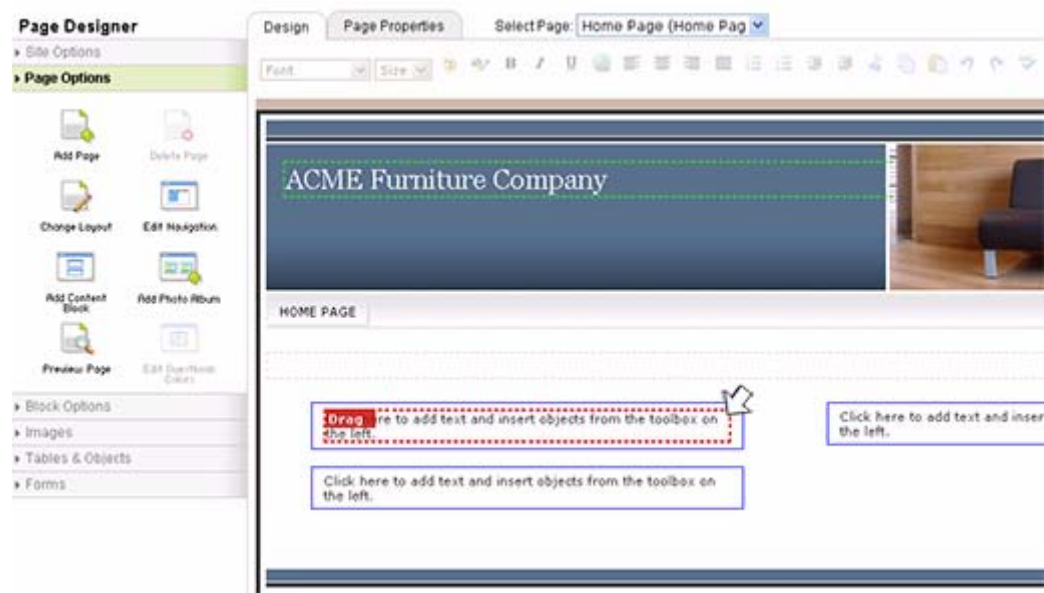 Page Designer
Site Options
Page Options
Add Page
Delete Page
Change Layout
Edit Navigation
Add Content
Block
Add Photo Album
Preview Page
Edit
Colors
Block Options
Images
Tables & Objects
Forms
Design
Page Properties
Select Page: Home Page (Home Pag
Font
Size
B I U
ACME Furniture Company
HOME PAGE
Drag re to add text and insert objects from the toolbox on
the left.
Click here to add text and insert objects from the toolbox on
the left.
Click here to add text and inser
the left.